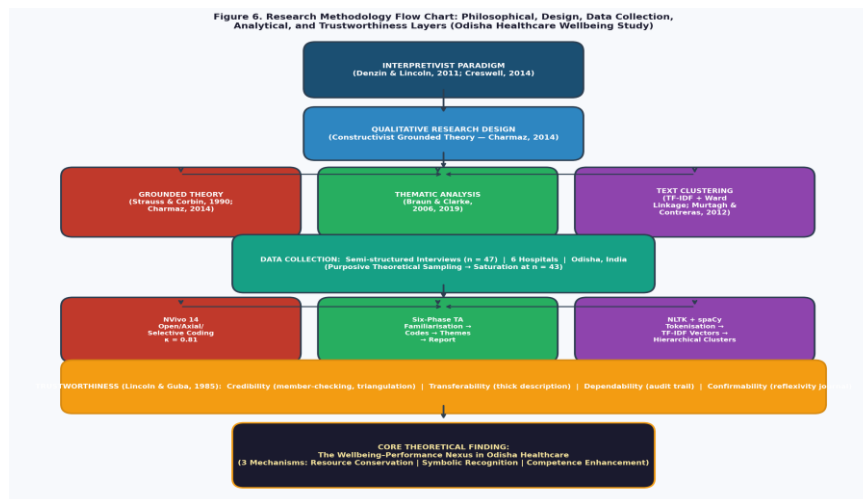 Figure 6. Research Methodology Flow Chart: Philosophical, Design, Data Collection,
Analytical, and Trustworthiness Layers (Odisha Healthcare Wellbeing Study)
INTERPRETIVIST PARADIGM
(Denzin & Lincoln, 2011; Creswell, 2014)
QUALITATIVE RESEARCH DESIGN
(Constructivist Grounded Theory — Charmaz, 2014)
GROUNDED THEORY
(Strauss & Corbin, 1990;
Charmaz, 2014)
THEMATIC ANALYSIS
(Braun & Clarke,
2006, 2019)
TEXT CLUSTERING
(TF-IDF + Ward
Linkage; Murtagh &
Contreras, 2012)
DATA COLLECTION: Semi-structured Interviews (n = 47) | 6 Hospitals | Odisha, India
(Purposive Theoretical Sampling → Saturation at n = 43)
NVivo 14
Open/Axial/
Selective Coding
κ = 0.81
Six-Phase TA
Familiarisation →
Codes → Themes
→ Report
NLTK + spaCy
Tokenisation →
TF-IDF Vectors →
Hierarchical Clusters
(Lincoln & Guba, 1985): Credibility (member-checking, triangulation) | Transferability (thick description) | Dependability (audit trail) | Confirmability (reflexivity
CORE THEORETICAL FINDING:
The Wellbeing–Performance Nexus in Odisha Healthcare
(3 Mechanisms: Resource Conservation | Symbolic Recognition | Competence Enhancement)